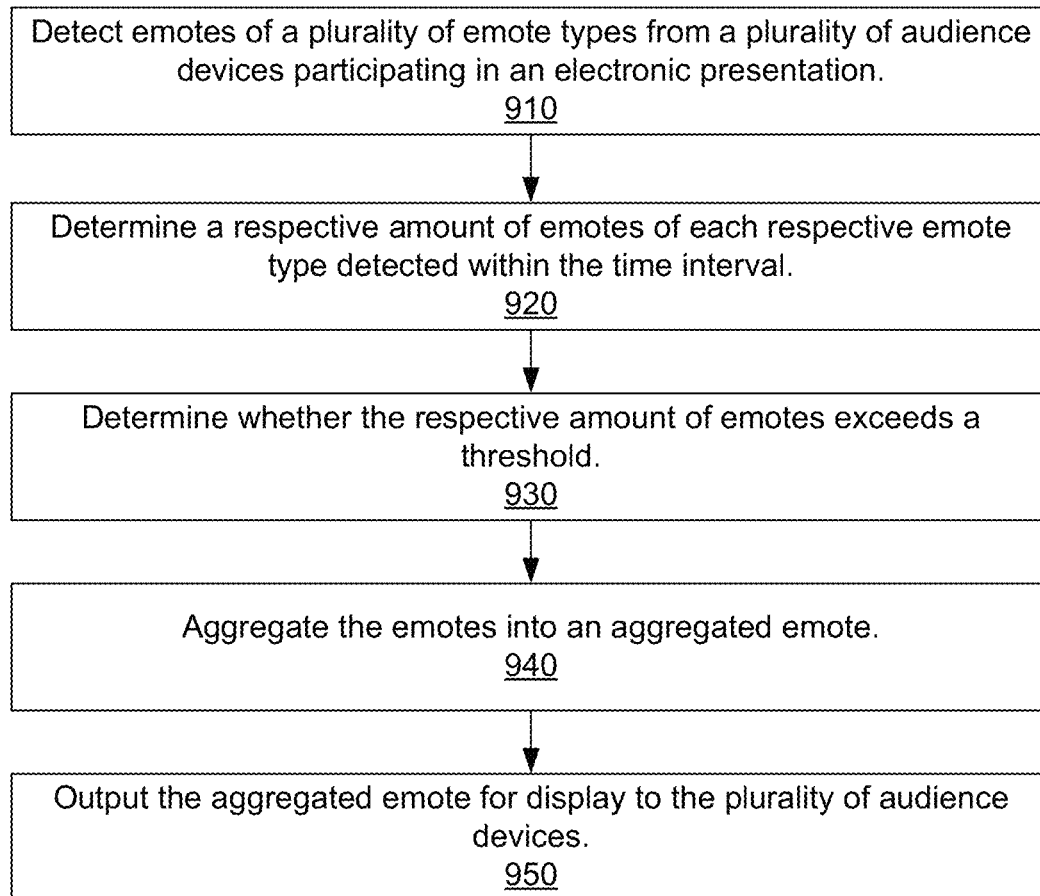 Detect emotes of a plurality of emote types from a plurality of audience
devices participating in an electronic presentation.
910
Determine a respective amount of emotes of each respective emote
type detected within the time interval.
920
Determine whether the respective amount of emotes exceeds a
threshold.
930
Aggregate the emotes into an aggregated emote.
940
Output the aggregated emote for display to the plurality of audience
devices.
950